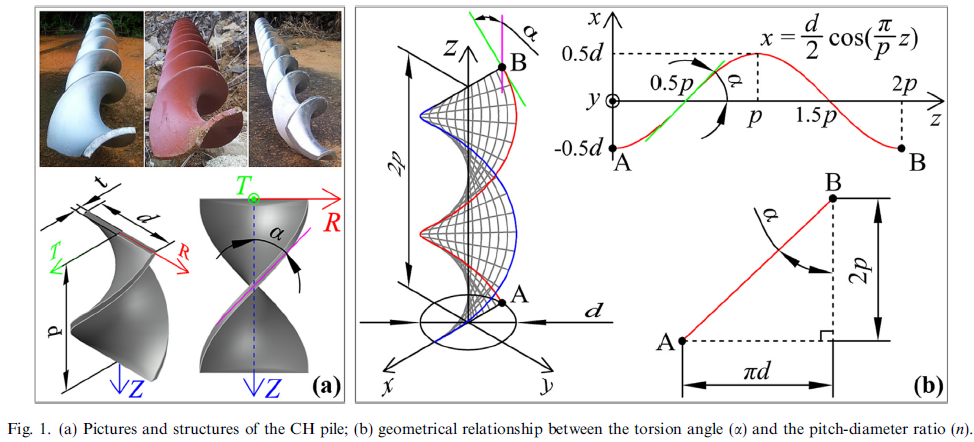 t
d
T
R
p
Z
T
R
α
Z
(a)
α
z
B
2p
A
d
x
y
x
x = d/2 cos(π/p z)
0.5d
0.5p
α
2p
y
p
1.5p
z
-0.5d
A
B
B
α
2p
A
πd
(b)
Fig. 1. (a) Pictures and structures of the CH pile; (b) geometrical relationship between the torsion angle (α) and the pitch-diameter ratio (n).